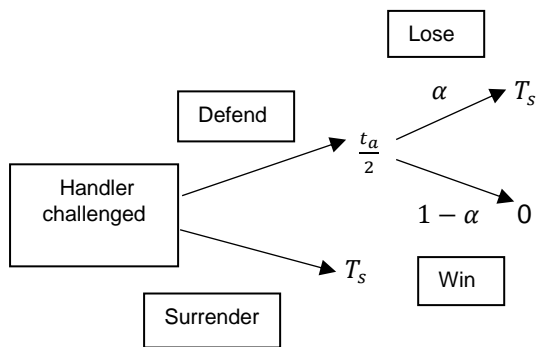 Lose
α
T_s
Defend
t_a/2
Handler
challenged
1 − α
0
T_s
Win
Surrender